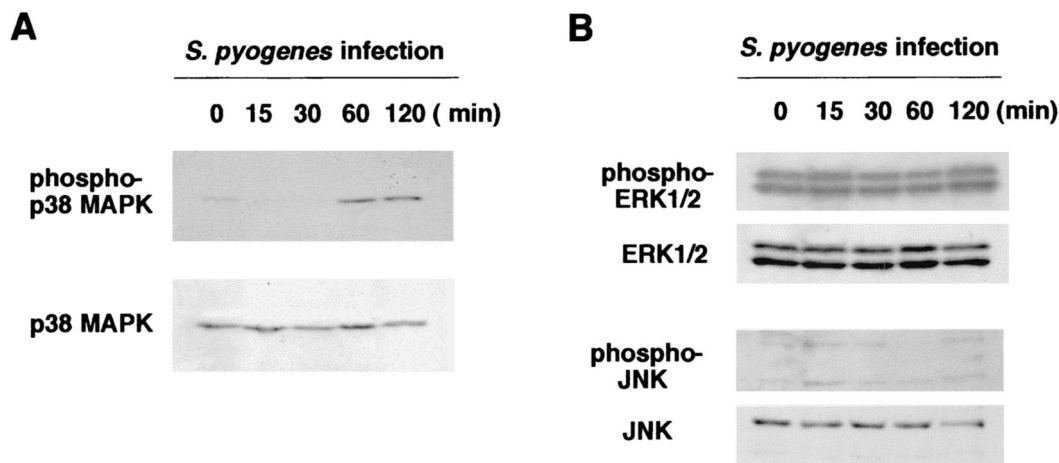 A
S. pyogenes infection
0 15 30 60 120 ( min)
phospho-
p38 MAPK
p38 MAPK
B
S. pyogenes infection
0 15 30 60 120 (min)
phospho-
ERK1/2
ERK1/2
phospho-
JNK
JNK